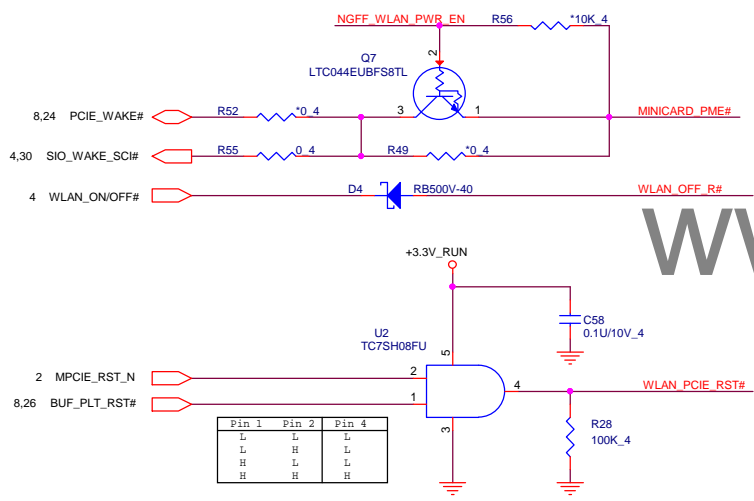 NGFF_WLAN_PWR_EN
R56
*10K_4
Q7
LTC044EUBFS8TL
2
8,24 PCIE_WAKE#
R52
*0_4
3
1
MINICARD_PME#
4,30 SIO_WAKE_SCI#
R55
0_4
R49
*0_4
4 WLAN_ON/OFF#
D4
RB500V-40
WLAN_OFF_R#
+3.3V_RUN
C58
0.1U/10V_4
U2
TC7SH08FU
5
2 MPCIE_RST_N
2
4
WLAN_PCIE_RST#
8,26 BUF_PLT_RST#
1
3
R28
100K_4
Pin 1 Pin 2 Pin 4
L L L
L H L
H L L
H H H